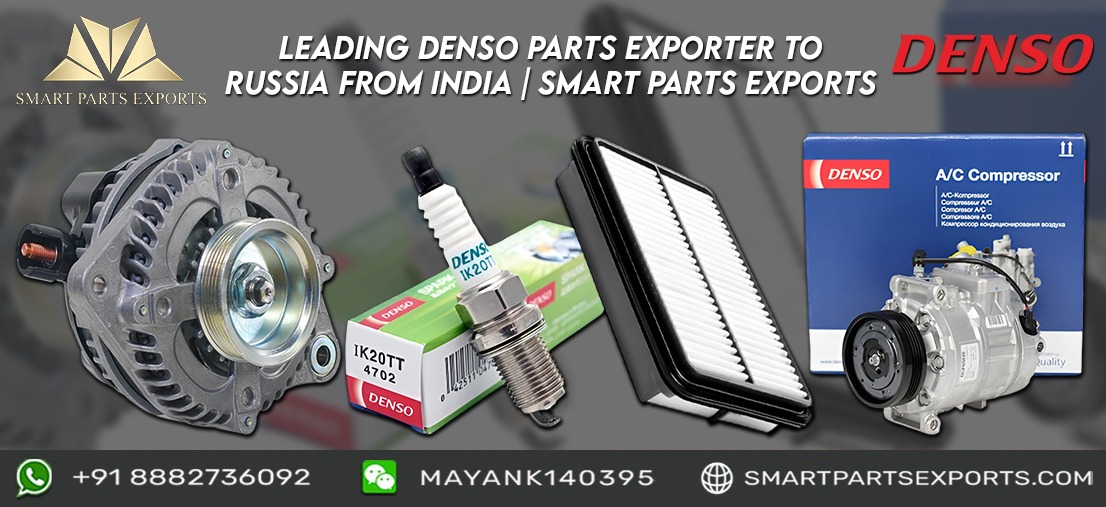 SMART PARTS EXPORTS
LEADING DENSO PARTS EXPORTER TO
RUSSIA FROM INDIA | SMART PARTS EXPORTS
DENSO
DENSO
IK20TT
DENSO
IK20TT
4702
DENSO
DENSO
A/C Compressor
A/C-Kompressor
Compresseur A/C
Compresor A/C
Compressore A/C
Компрессор кондиционирования воздуха
Quality
+91 8882736092
MAYANK140395
SMARTPARTSEXPORTS.COM